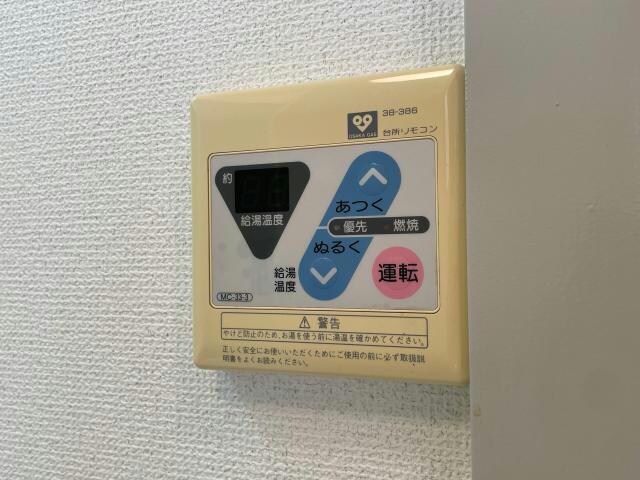 38-386
OSAKA GAS
台所リモコン
約
給湯温度
あつく
優先 燃焼
ぬるく
給湯
温度
運転
MC-33-3
⚠ 警告
やけど防止のため、お湯を使う前に湯温を確かめてください。
正しく安全にお使いいただくためにご使用の前に必ず取扱説
明書をよくお読みください。